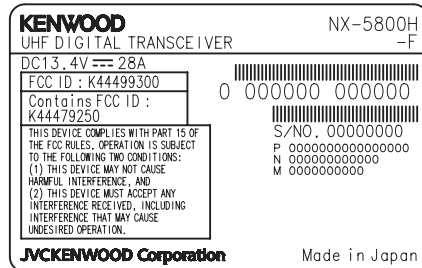 KENWOOD
NX-5800H
UHF DIGITAL TRANSCEIVER
-F
DC13.4V ⎓ 28A
FCC ID : K44499300
Contains FCC ID :
K44479250
THIS DEVICE COMPLIES WITH PART 15 OF
THE FCC RULES. OPERATION IS SUBJECT
TO THE FOLLOWING TWO CONDITIONS:
(1) THIS DEVICE MAY NOT CAUSE
HARMFUL INTERFERENCE, AND
(2) THIS DEVICE MUST ACCEPT ANY
INTERFERENCE RECEIVED, INCLUDING
INTERFERENCE THAT MAY CAUSE
UNDESIRED OPERATION.
0 000000 000000
S/NO. 00000000
P 0000000000000000
N 000000000000
M 0000000000
JVCKENWOOD Corporation
Made in Japan